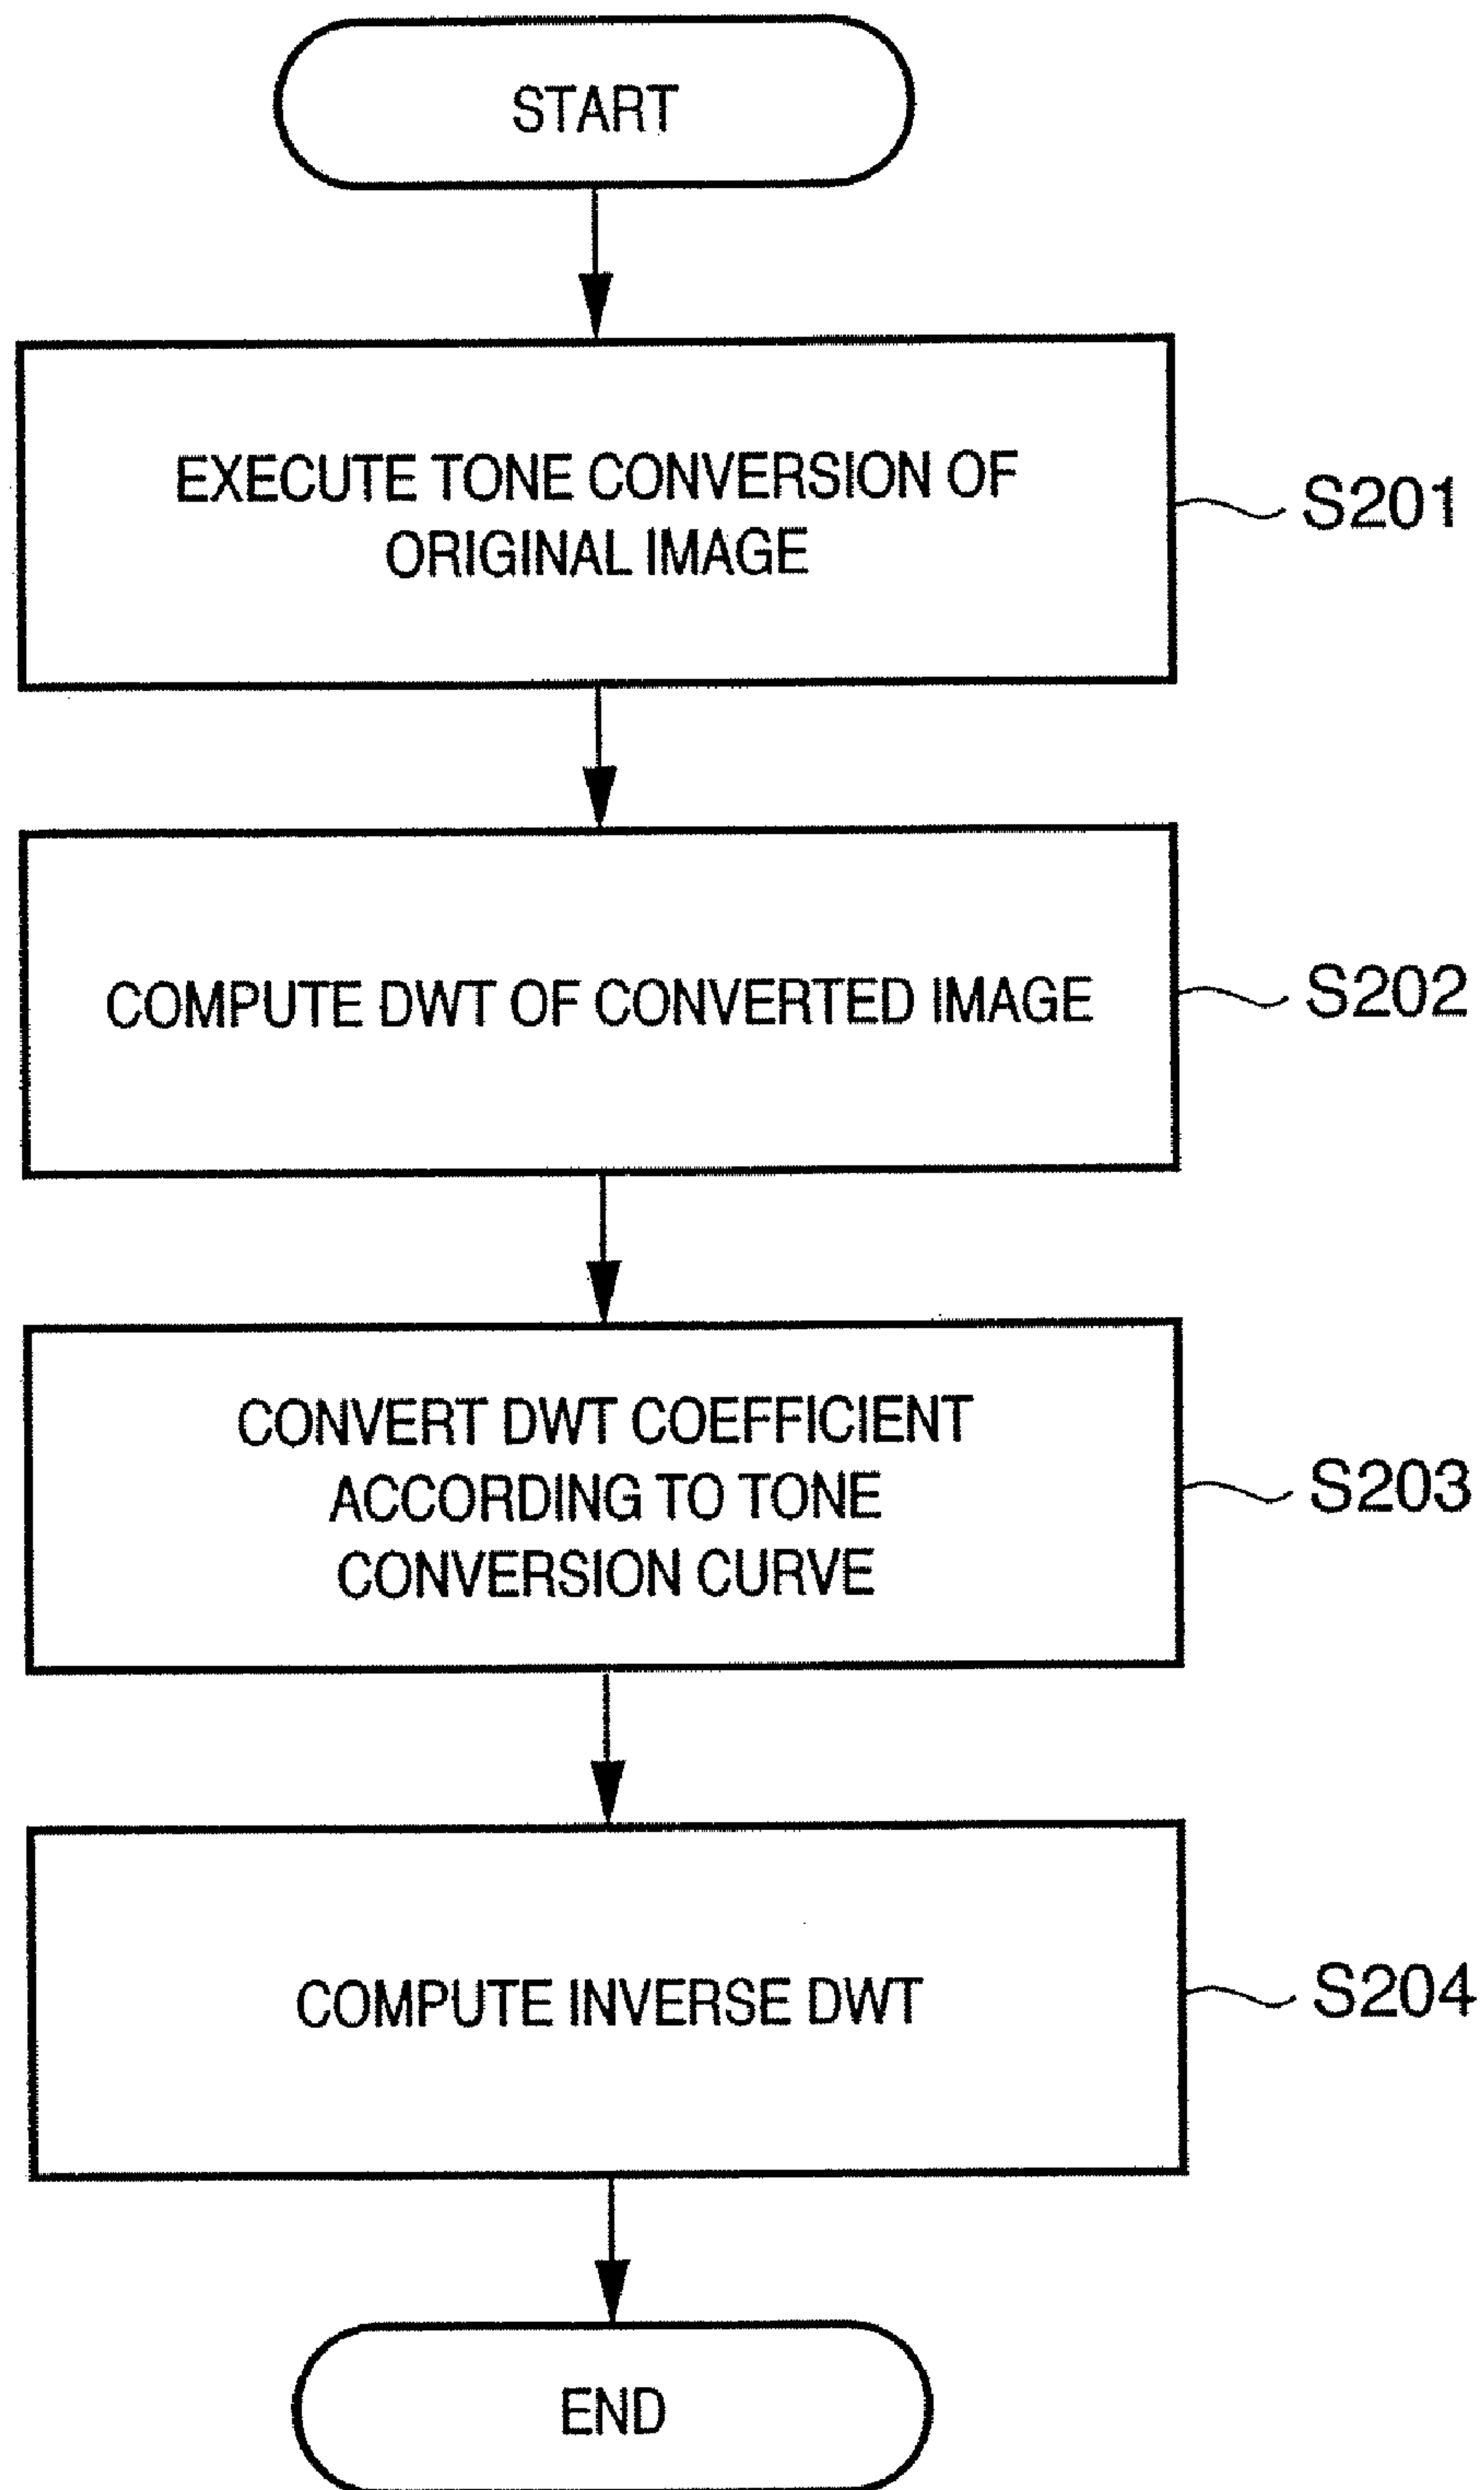 START
EXECUTE TONE CONVERSION OF
ORIGINAL IMAGE
S201
COMPUTE DWT OF CONVERTED IMAGE
S202
CONVERT DWT COEFFICIENT
ACCORDING TO TONE
CONVERSION CURVE
S203
COMPUTE INVERSE DWT
S204
END